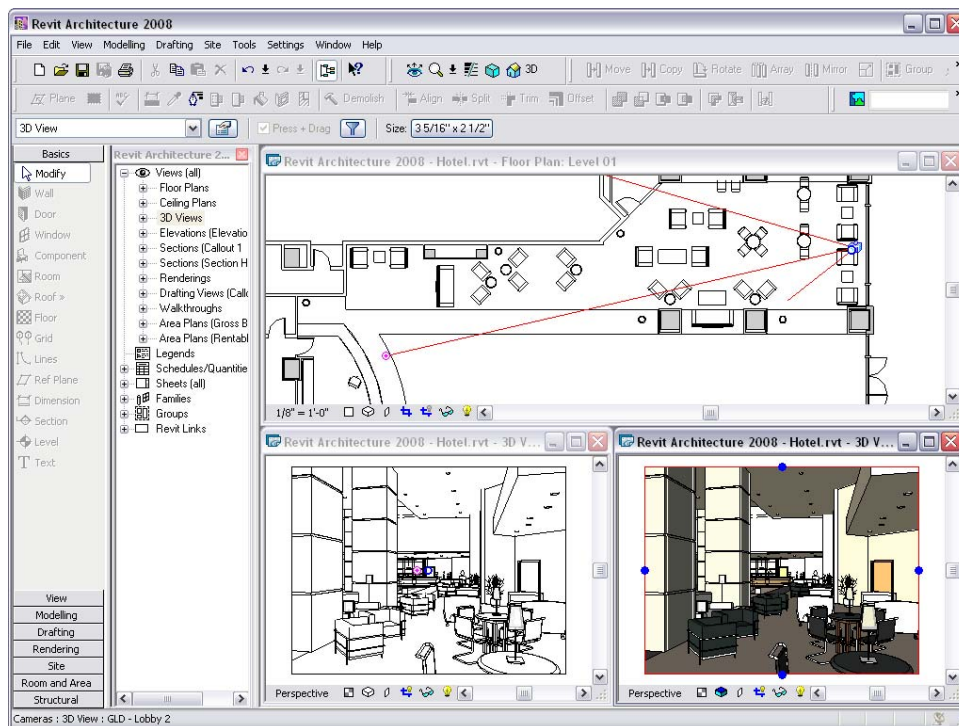 Revit Architecture 2008
File Edit View Modelling Drafting Site Tools Settings Window Help
3D Move Copy Rotate Array Mirror Group
Plane Demolish Align Split Trim Offset
3D View Press + Drag Size: 3 5/16" x 2 1/2"
Basics
Modify
Wall
Door
Window
Component
Room
Roof »
Floor
Grid
Lines
Ref Plane
Dimension
Section
Level
Text
View
Modelling
Drafting
Rendering
Site
Room and Area
Structural
Revit Architecture 2...
Views (all)
Floor Plans
Ceiling Plans
3D Views
Elevations (Elevatio
Sections (Callout 1
Sections (Section H
Renderings
Drafting Views (Call
Walkthroughs
Area Plans (Gross B
Area Plans (Rentabl
Legends
Schedules/Quantitie
Sheets (all)
Families
Groups
Revit Links
Revit Architecture 2008 - Hotel.rvt - Floor Plan: Level 01
1/8" = 1'-0"
Revit Architecture 2008 - Hotel.rvt - 3D V...
Perspective
Revit Architecture 2008 - Hotel.rvt - 3D V...
Perspective
Cameras : 3D View : GLD - Lobby 2